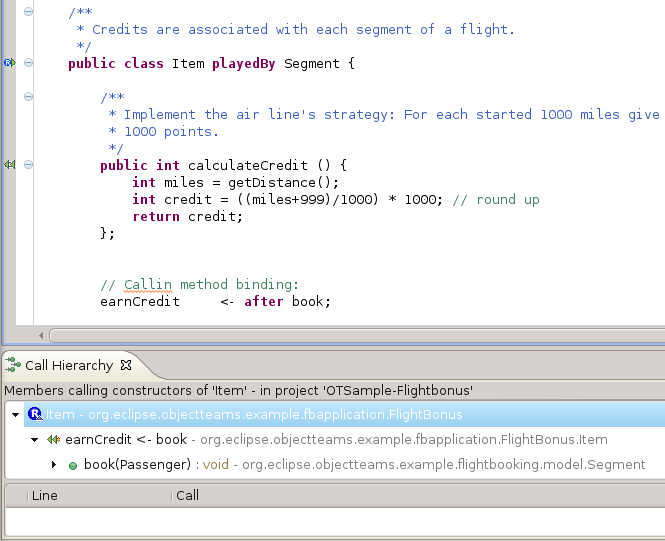 /**
* Credits are associated with each segment of a flight.
*/
public class Item playedBy Segment {
/**
* Implement the air line's strategy: For each started 1000 miles give
* 1000 points.
*/
public int calculateCredit () {
int miles = getDistance();
int credit = ((miles+999)/1000) * 1000; // round up
return credit;
};
// Callin method binding:
earnCredit <- after book;
Call Hierarchy
Members calling constructors of 'Item' - in project 'OTSample-Flightbonus'
Item - org.eclipse.objectteams.example.fbapplication.FlightBonus
earnCredit <- book - org.eclipse.objectteams.example.fbapplication.FlightBonus.Item
book(Passenger) : void - org.eclipse.objectteams.example.flightbooking.model.Segment
Line Call